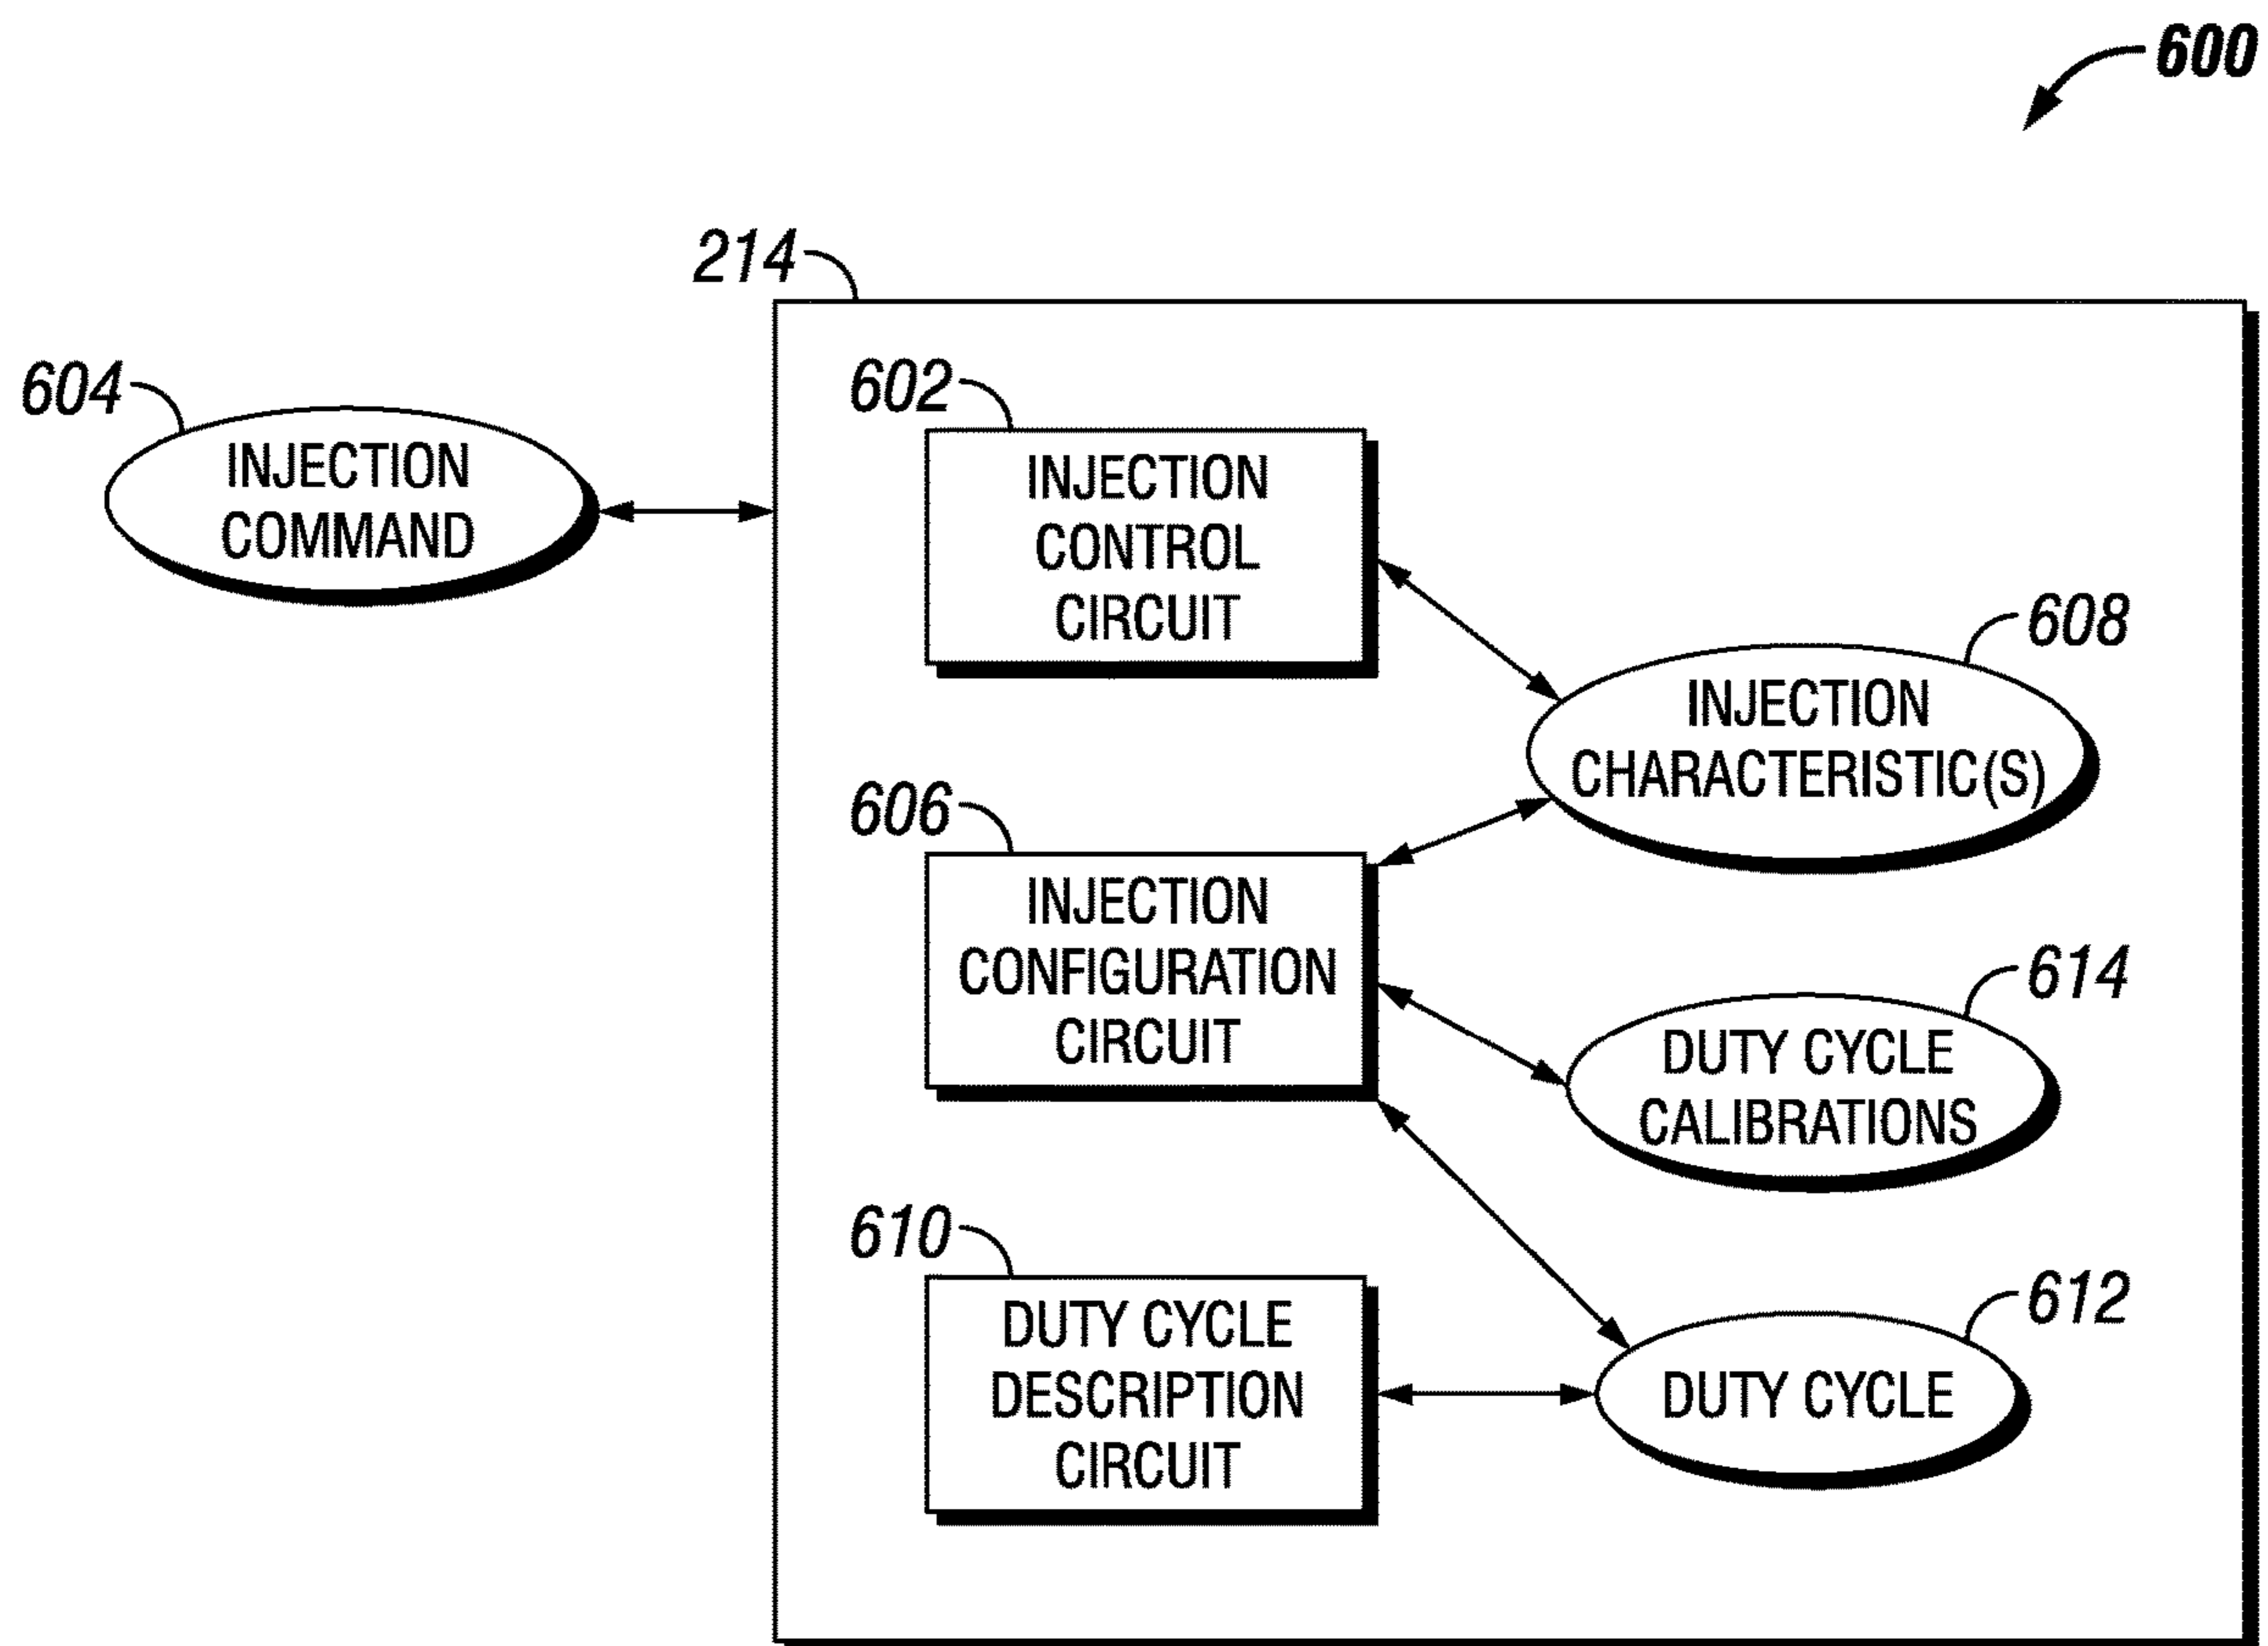 600
214
604
INJECTION
COMMAND
602
INJECTION
CONTROL
CIRCUIT
608
INJECTION
CHARACTERISTIC(S)
606
INJECTION
CONFIGURATION
CIRCUIT
614
DUTY CYCLE
CALIBRATIONS
610
DUTY CYCLE
DESCRIPTION
CIRCUIT
612
DUTY CYCLE